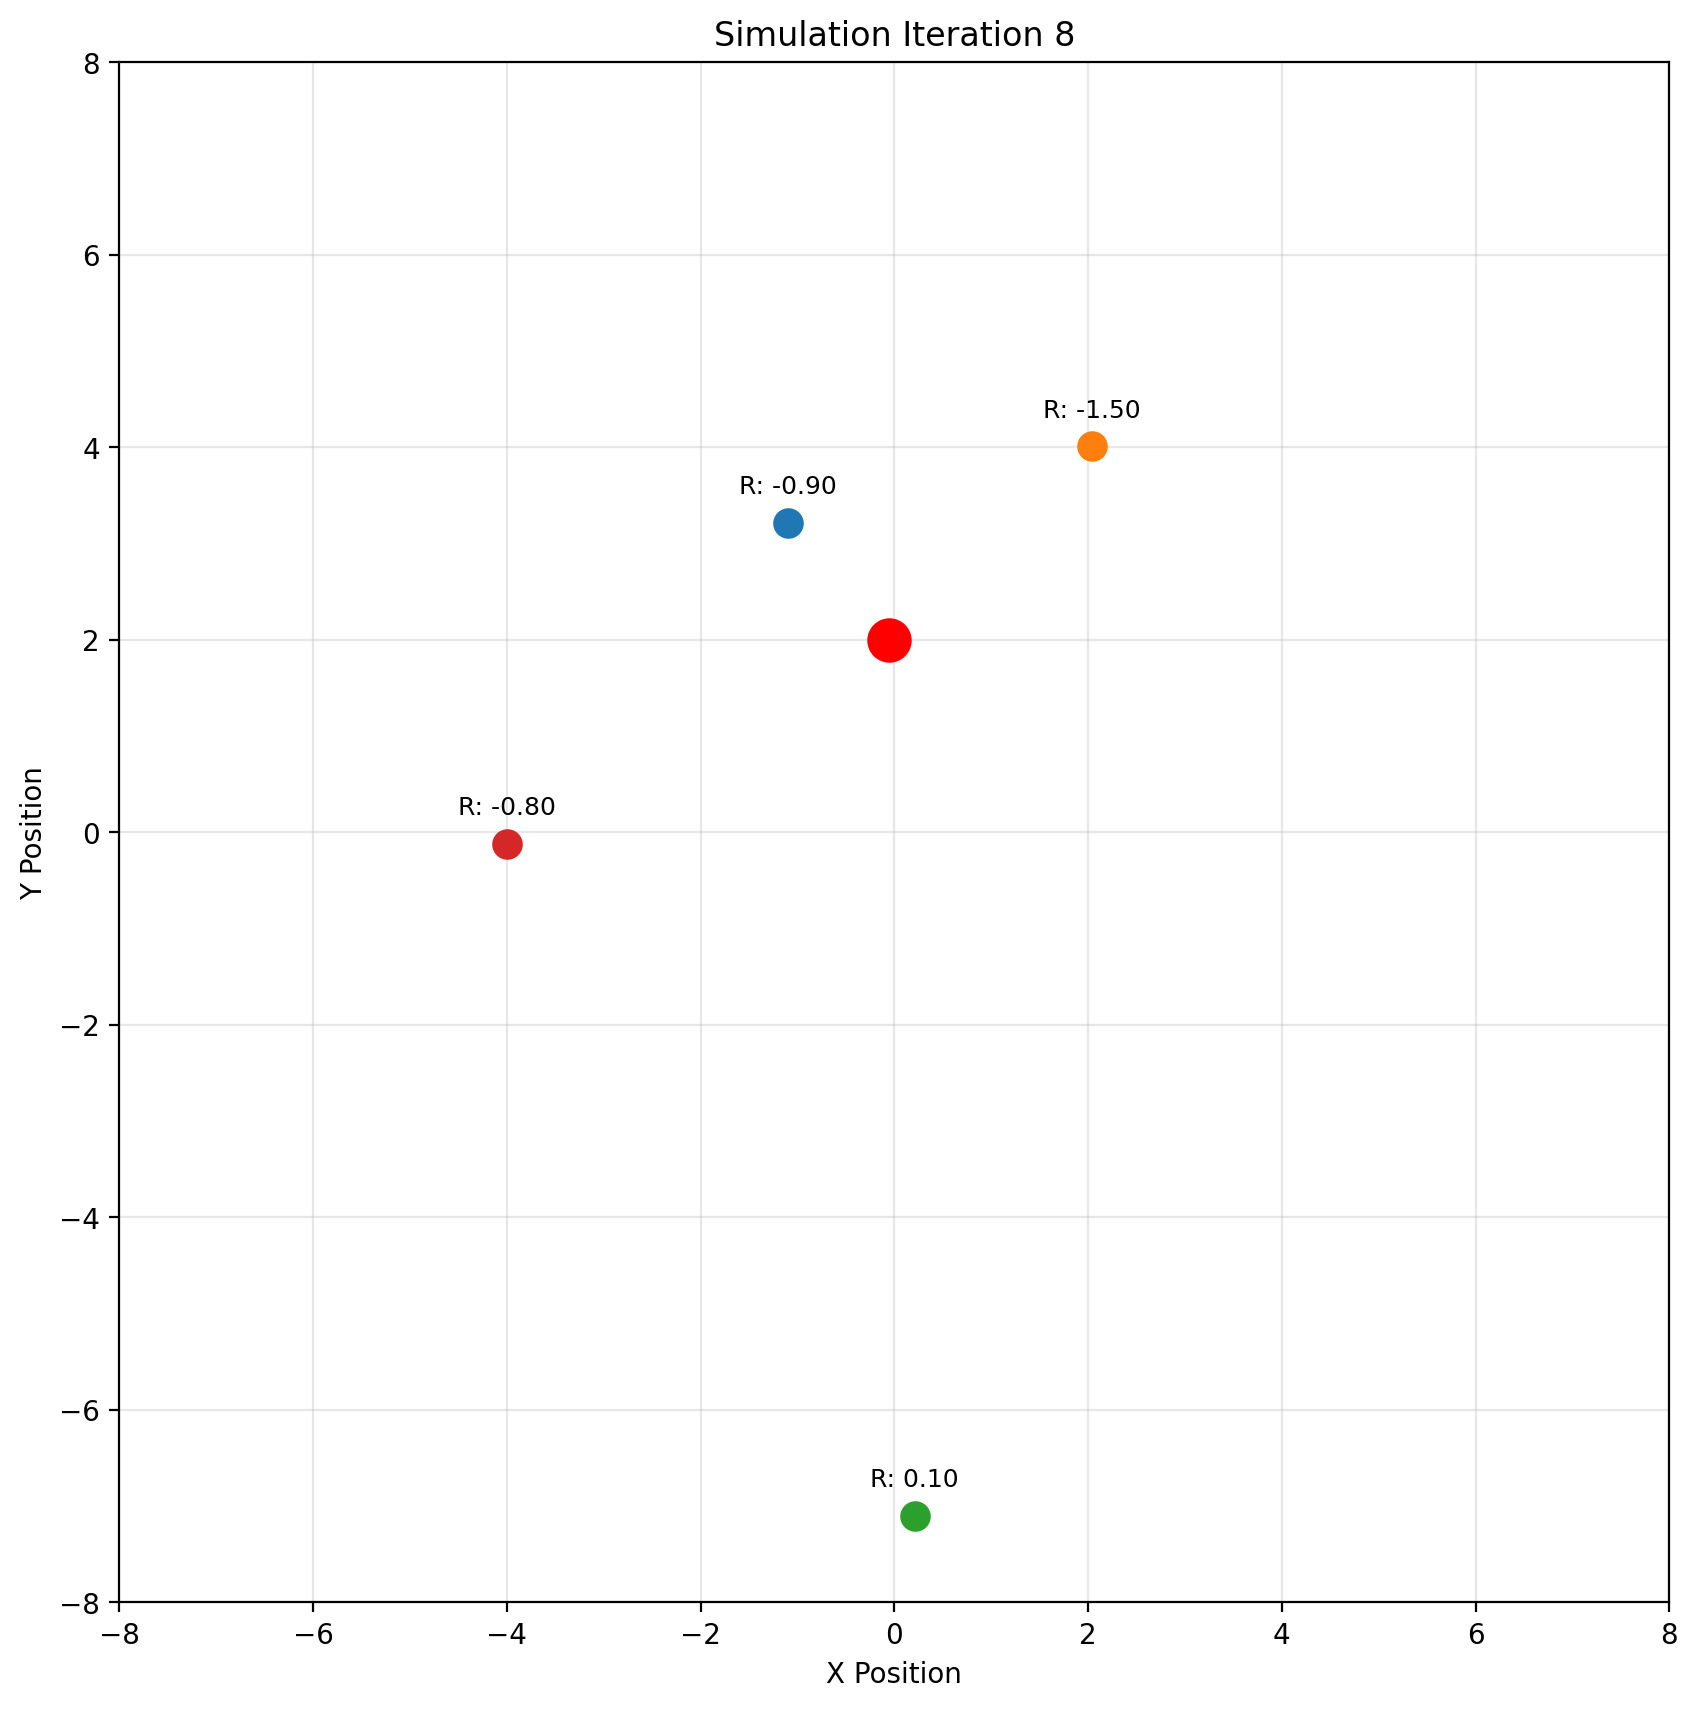 Simulation Iteration 8
8
6
4
2
0
−2
−4
−6
−8
Y Position
R: -1.50
R: -0.90
R: -0.80
R: 0.10
−8 −6 −4 −2 0 2 4 6 8
X Position